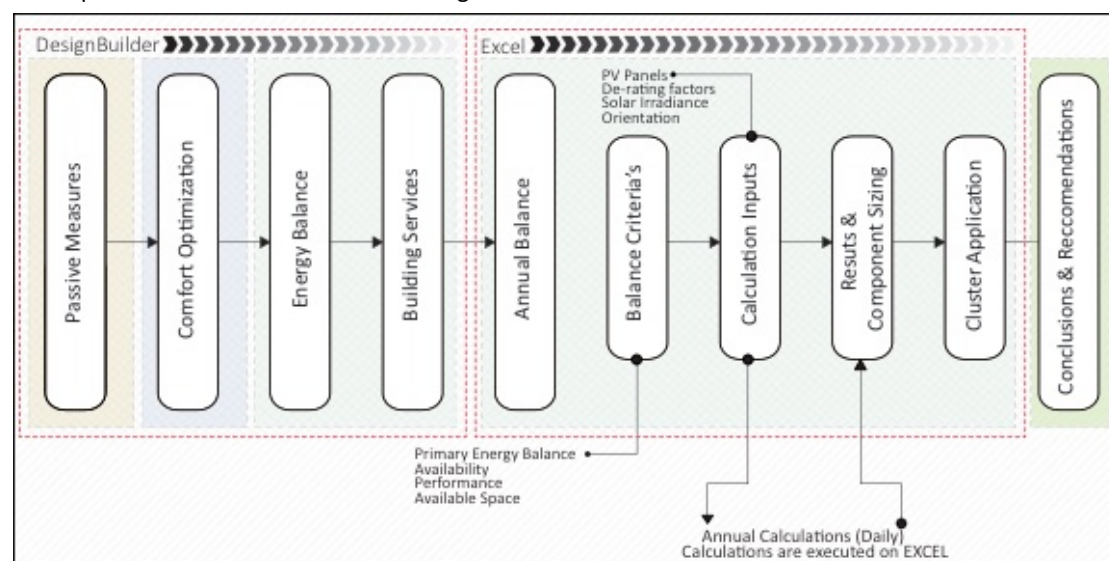 DesignBuilder
Excel
Passive Measures
Comfort Optimization
Energy Balance
Building Services
Annual Balance
PV Panels
De-rating factors
Solar Irradiance
Orientation
Balance Criteria's
Calculation Inputs
Resuts &
Component Sizing
Cluster Application
Conclusions & Reccomendations
Primary Energy Balance
Availability
Performance
Available Space
Annual Calculations (Daily)
Calculations are executed on EXCEL